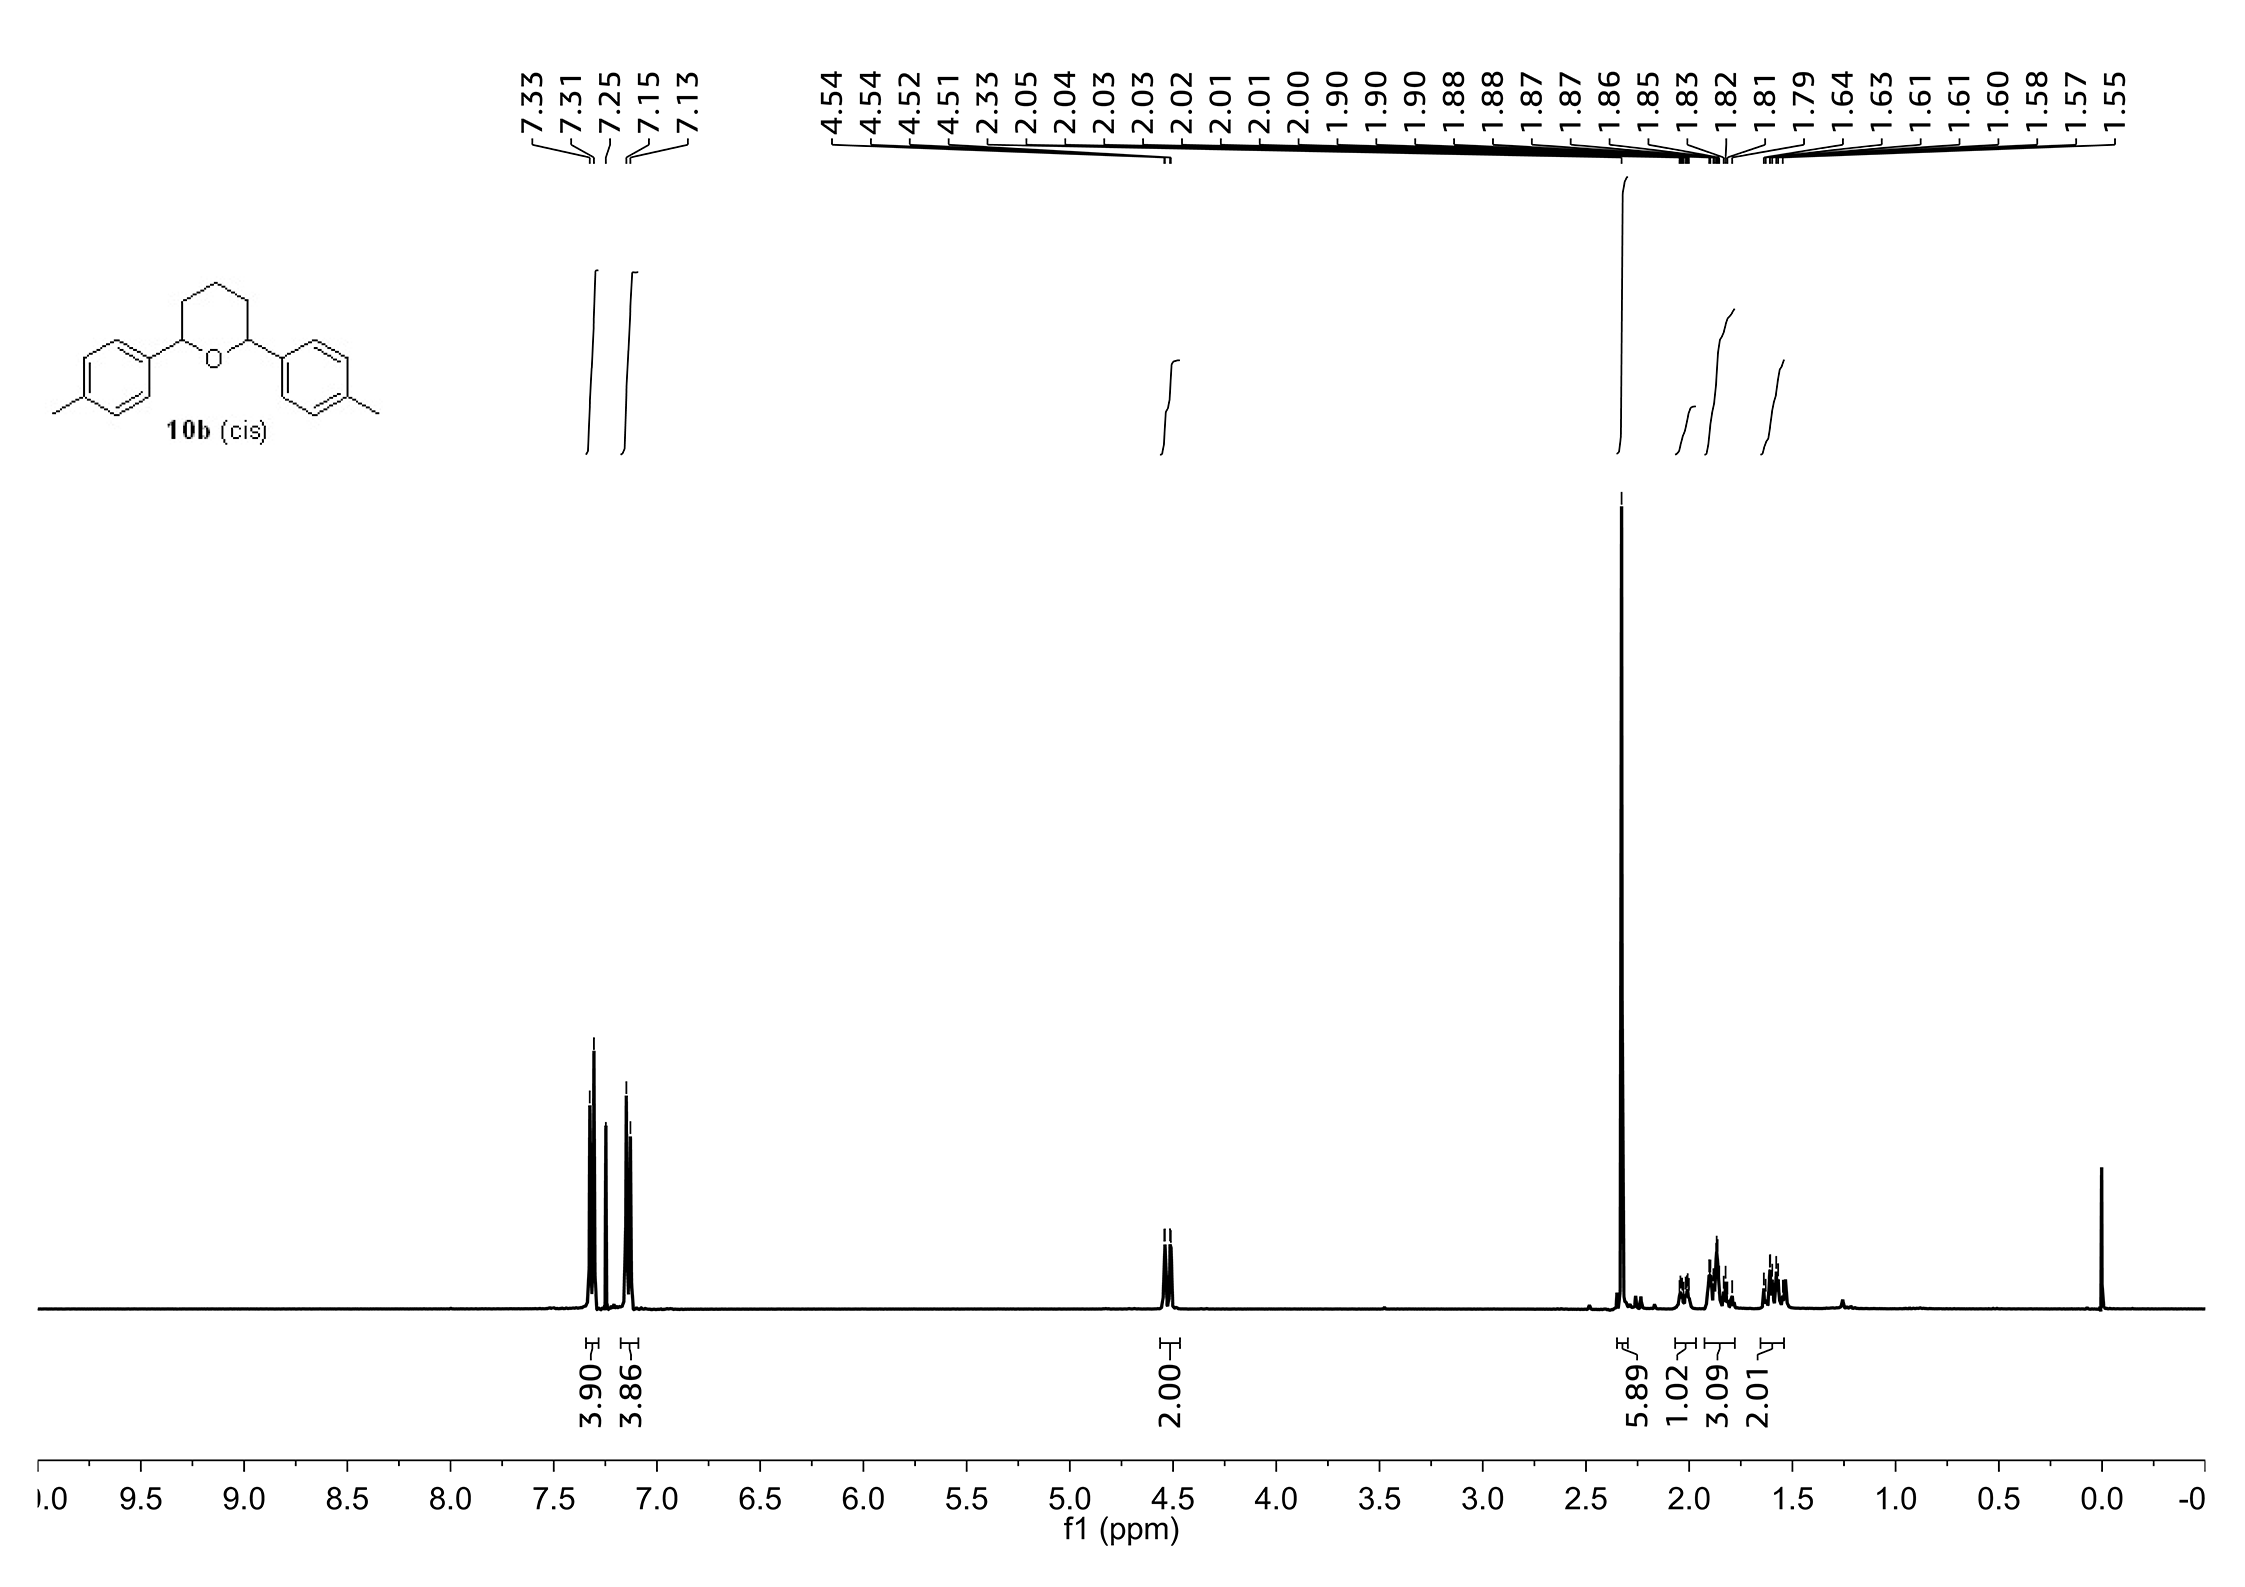 7.33 7.31 7.25 7.15 7.13 4.54 4.54 4.52 4.51 2.33 2.05 2.04 2.03 2.03 2.02 2.01 2.01 2.00 1.90 1.90 1.90 1.88 1.88 1.87 1.87 1.86 1.85 1.83 1.82 1.81 1.79 1.64 1.63 1.61 1.61 1.60 1.58 1.57 1.55
O
10b (cis)
3.90 3.86 2.00 5.89 1.02 3.09 2.01
).0 9.5 9.0 8.5 8.0 7.5 7.0 6.5 6.0 5.5 5.0 4.5 4.0 3.5 3.0 2.5 2.0 1.5 1.0 0.5 0.0 -0
f1 (ppm)